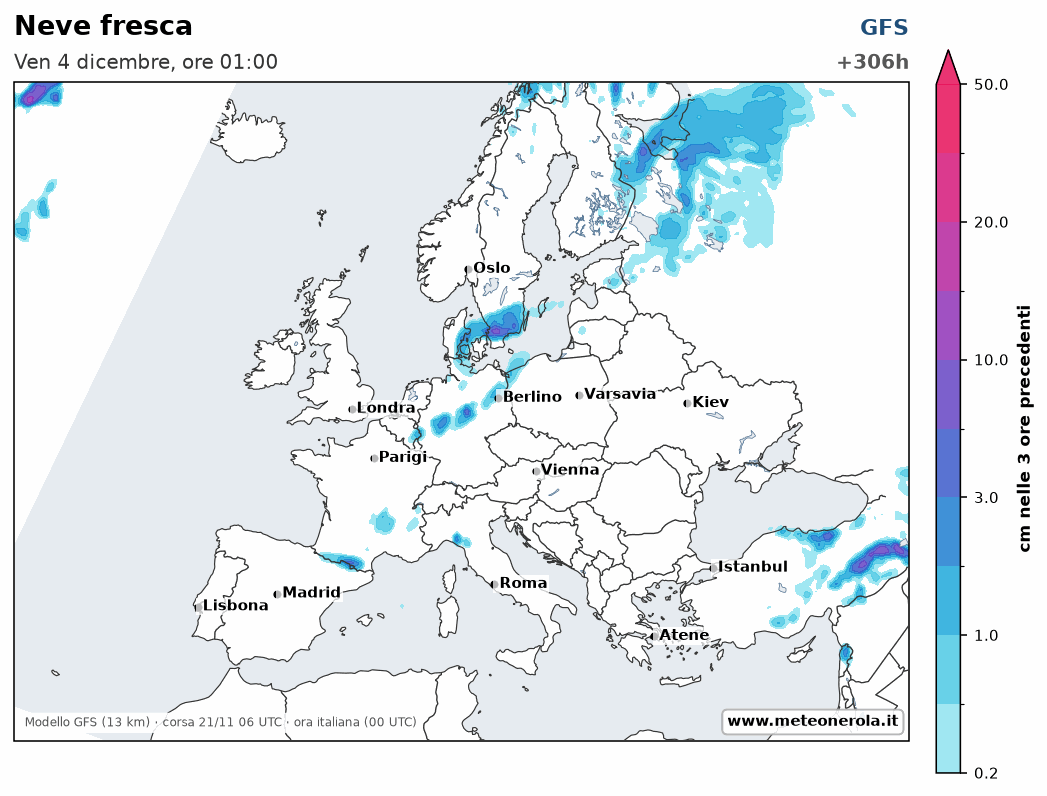 Neve fresca
GFS
Ven 4 dicembre, ore 01:00
+306h
50.0
20.0
10.0
3.0
1.0
0.2
cm nelle 3 ore precedenti
Oslo
Londra
Berlino
Varsavia
Kiev
Parigi
Vienna
Istanbul
Roma
Madrid
Lisbona
Atene
Modello GFS (13 km) · corsa 21/11 06 UTC · ora italiana (00 UTC)
www.meteonerola.it